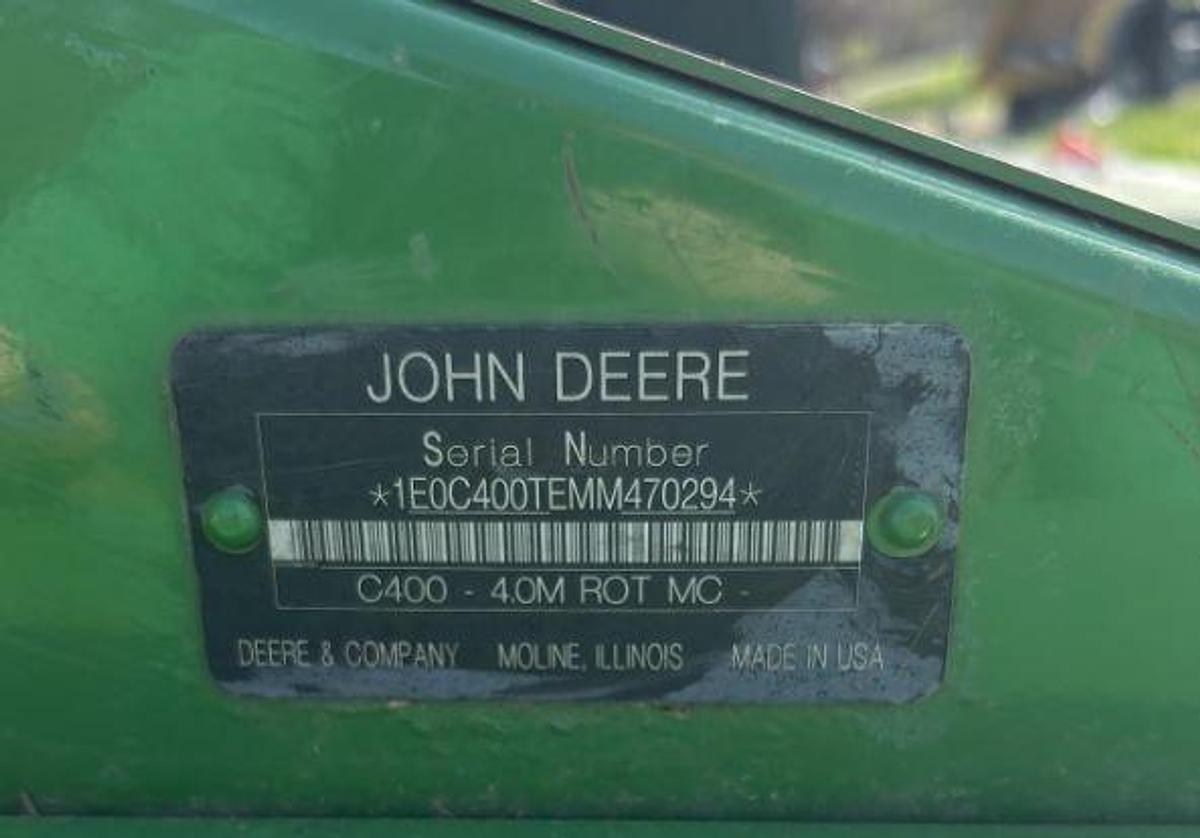 JOHN DEERE
Serial Number
*1E0C400TEMM470294*
C400 - 4.0M ROT MC -
DEERE & COMPANY MOLINE, ILLINOIS MADE IN USA